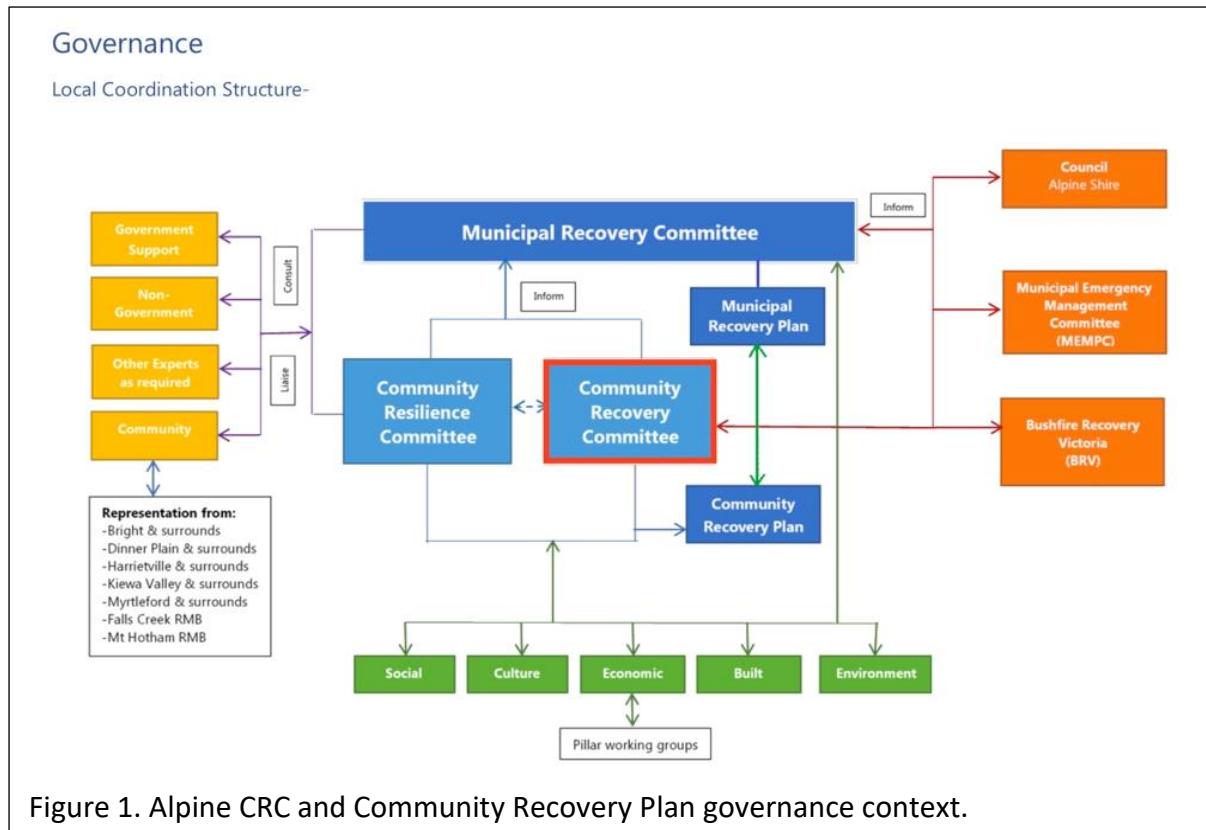 Governance
Local Coordination Structure-
Council
Alpine Shire
Inform
Municipal Recovery Committee
Government
Support
Consult
Non-
Government
Inform
Municipal
Recovery Plan
Municipal Emergency
Management
Committee
(MEMPC)
Other Experts
as required
Liaise
Community
Resilience
Committee
Community
Recovery
Committee
Community
Bushfire Recovery
Victoria
(BRV)
Representation from:
-Bright & surrounds
-Dinner Plain & surrounds
-Harrietville & surrounds
-Kiewa Valley & surrounds
-Myrtleford & surrounds
-Falls Creek RMB
-Mt Hotham RMB
Community
Recovery Plan
Social
Culture
Economic
Built
Environment
Pillar working groups
Figure 1. Alpine CRC and Community Recovery Plan governance context.